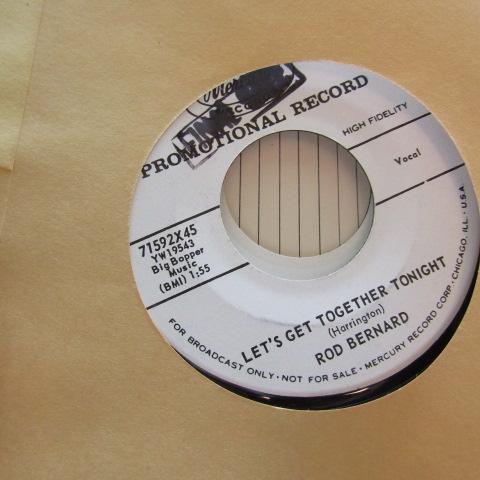 PROMOTIONAL RECORD
HIGH FIDELITY
Vocal
71592X45
YW19543
Big Bopper
Music
(BMI) 1:55
LET'S GET TOGETHER TONIGHT
(Harrington)
ROD BERNARD
FOR BROADCAST ONLY · NOT FOR SALE · MERCURY RECORD CORP. · CHICAGO, ILL. · U.S.A